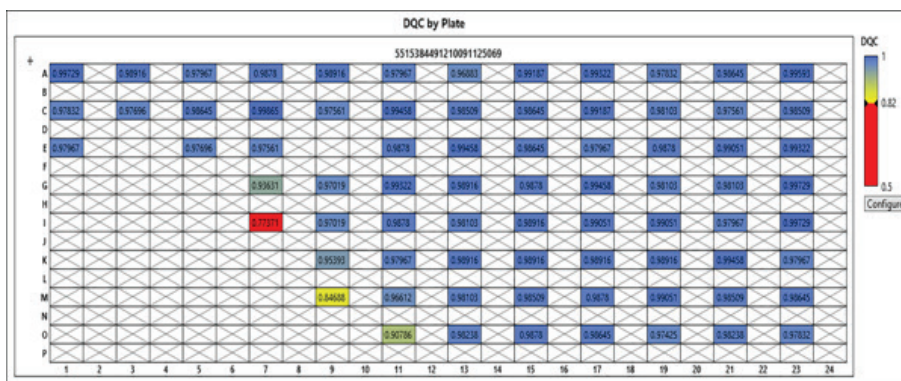 DQC by Plate
5515384491210091125069
DQC
A 0.99729 0.98916 0.97967 0.9878 0.98916 0.97967 0.96883 0.99187 0.99322 0.97832 0.98645 0.99593
1
B
C 0.97832 0.97696 0.98645 0.99865 0.97561 0.99458 0.98509 0.98645 0.99187 0.98103 0.97561 0.98509
0.82
D
E 0.97967 0.97696 0.97561 0.9878 0.99458 0.98645 0.97967 0.9878 0.99051 0.99322
F
G 0.93631 0.97019 0.99322 0.98916 0.9878 0.99458 0.98103 0.98103 0.99729
0.5
H
Configure
I 0.77371 0.97019 0.9878 0.98103 0.98916 0.99051 0.99051 0.97967 0.99729
J
K 0.95393 0.97967 0.98916 0.98916 0.98916 0.98916 0.99458 0.97967
L
M 0.84688 0.96612 0.98103 0.98509 0.9878 0.99051 0.98509 0.98645
N
O 0.90786 0.98238 0.9878 0.98645 0.97425 0.98238 0.97832
P
1 2 3 4 5 6 7 8 9 10 11 12 13 14 15 16 17 18 19 20 21 22 23 24